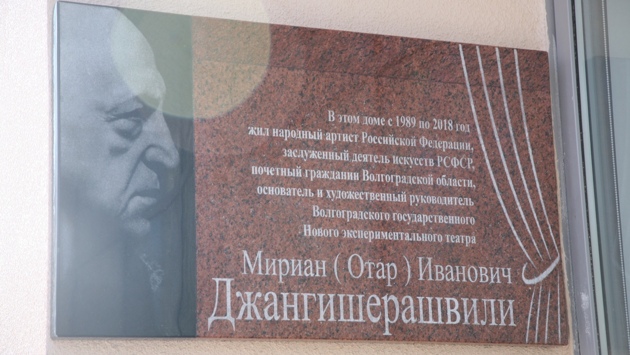 В этом доме с 1989 по 2018 год
жил народный артист Российской Федерации,
заслуженный деятель искусств РСФСР,
почетный гражданин Волгоградской области,
основатель и художественный руководитель
Волгоградского государственного
Нового экспериментального театра
Мириан ( Отар ) Иванович
Джангишерашвили